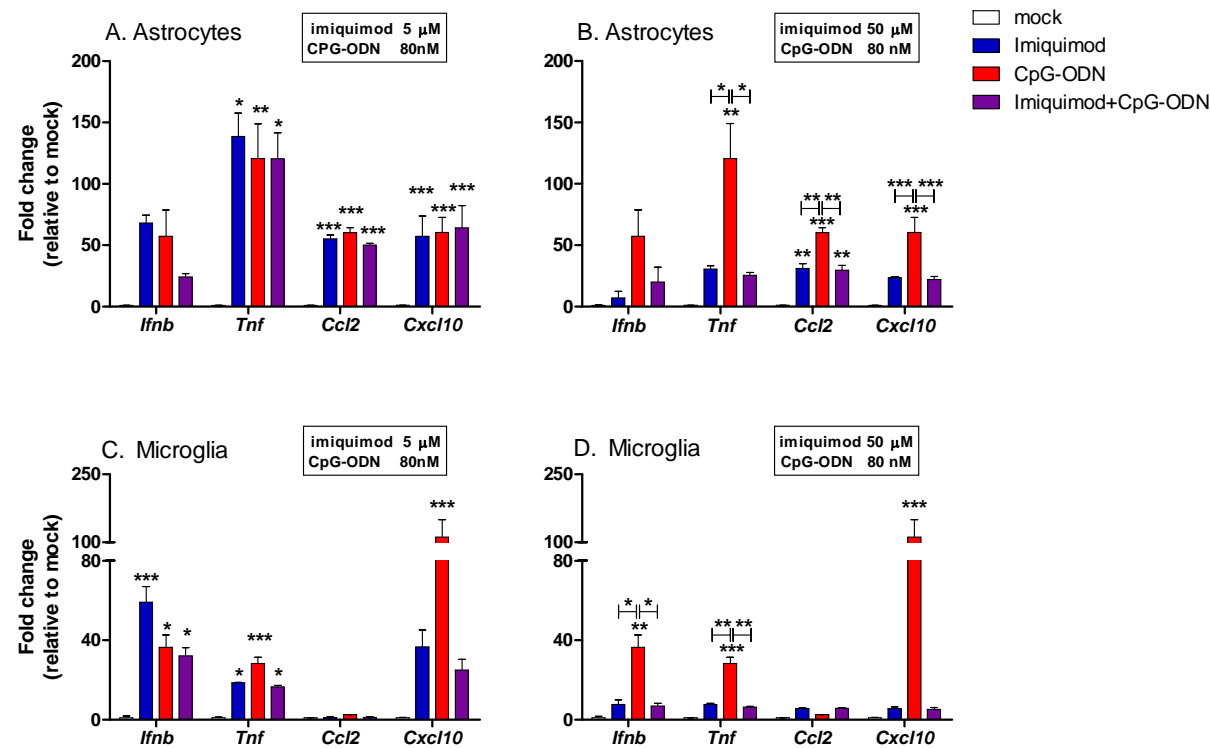 A. Astrocytes
imiquimod 5 μM
CPG-ODN 80nM
200
150
100
50
0
Fold change
(relative to mock)
* ** *
*** *** ***
*** *** ***
Ifnb Tnf Ccl2 Cxcl10
B. Astrocytes
imiquimod 50 μM
CpG-ODN 80 nM
200
150
100
50
0
* *
**
** **
** *** **
*** ***
***
Ifnb Tnf Ccl2 Cxcl10
mock
Imiquimod
CpG-ODN
Imiquimod+CpG-ODN
C. Microglia
imiquimod 5 μM
CpG-ODN 80nM
250
100
80
40
0
Fold change
(relative to mock)
*** * *
* *** *
***
Ifnb Tnf Ccl2 Cxcl10
D. Microglia
imiquimod 50 μM
CpG-ODN 80 nM
250
100
80
40
0
* *
**
** **
***
***
Ifnb Tnf Ccl2 Cxcl10